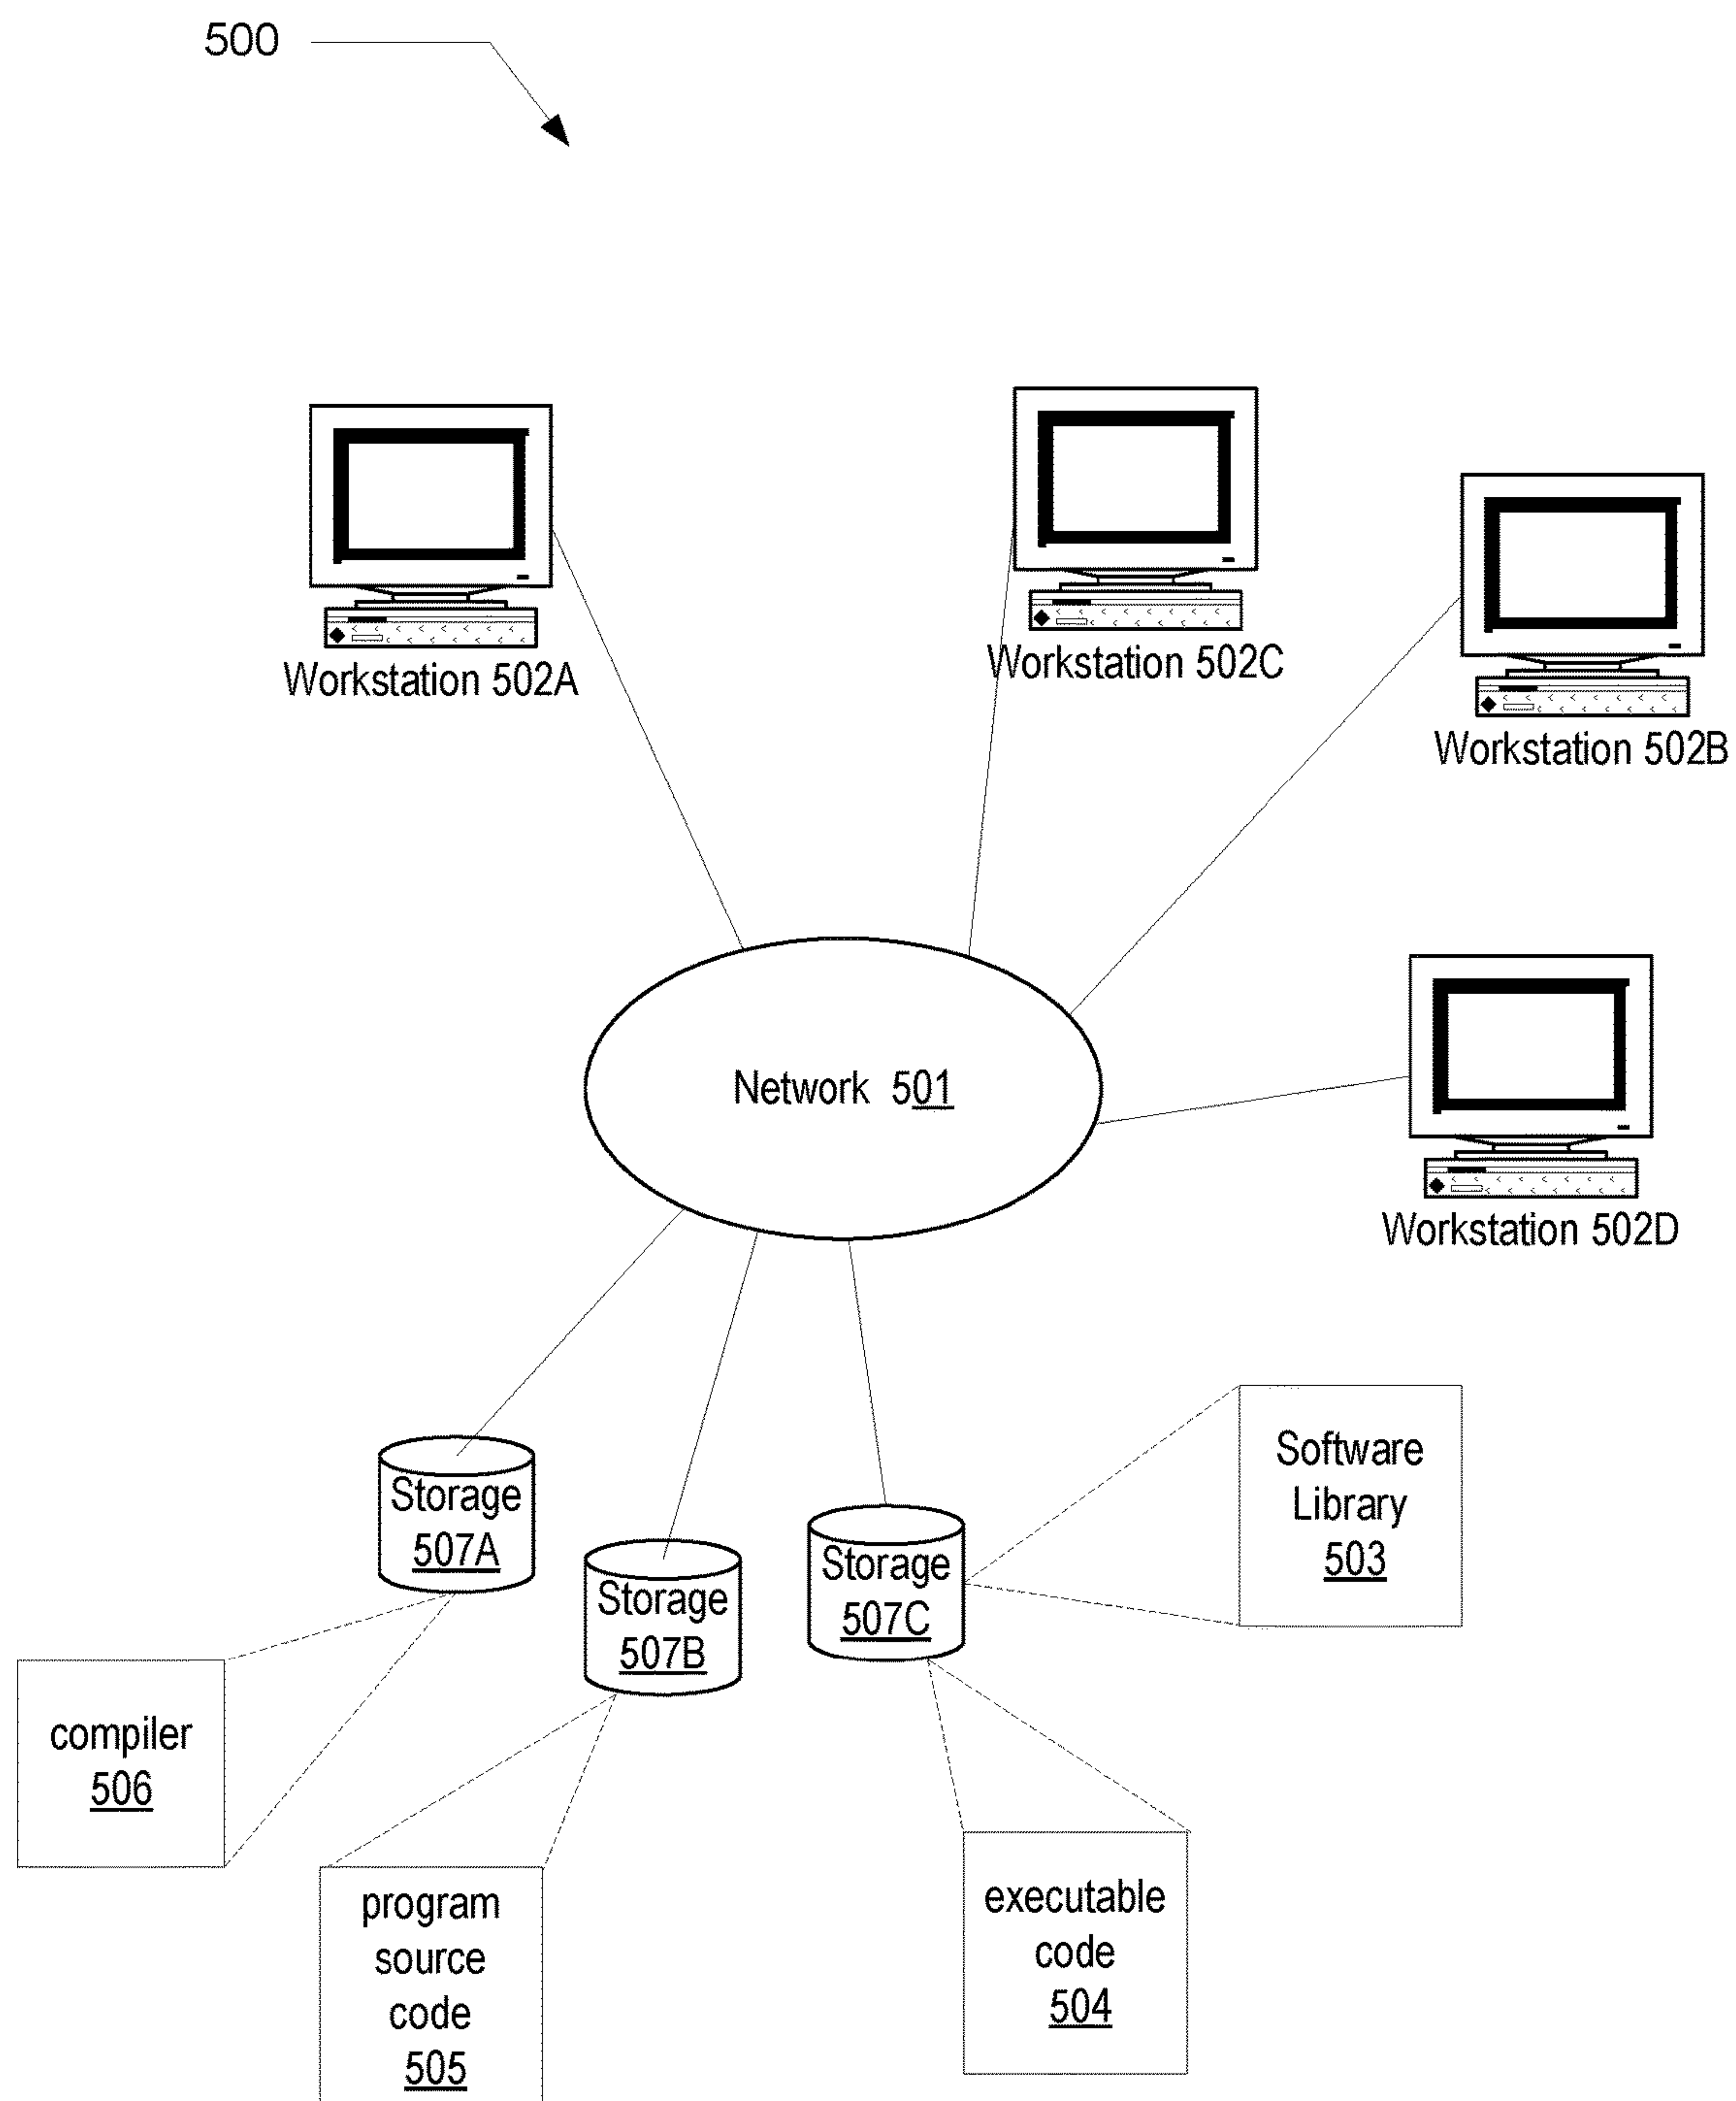 500
Workstation 502A
Workstation 502C
Workstation 502B
Network 501
Workstation 502D
Storage
507A
Storage
507B
Storage
507C
Software
Library
503
compiler
506
program
source
code
505
executable
code
504